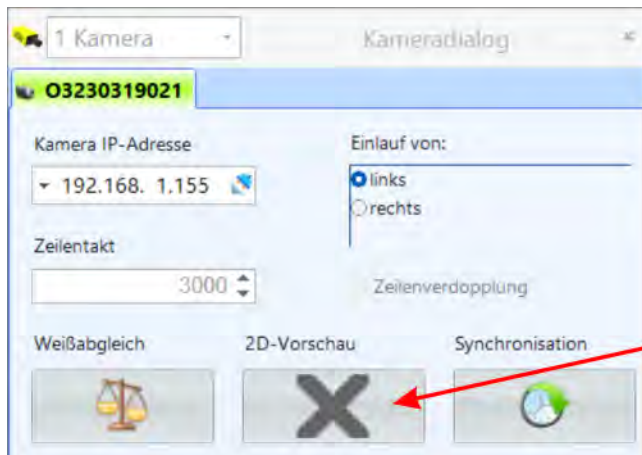 1 Kamera
Kameradialog
O3230319021
Kamera IP-Adresse
Einlauf von:
192.168. 1.155
links
rechts
Zeilentakt
3000
Zeilenverdopplung
Weißabgleich
2D-Vorschau
Synchronisation